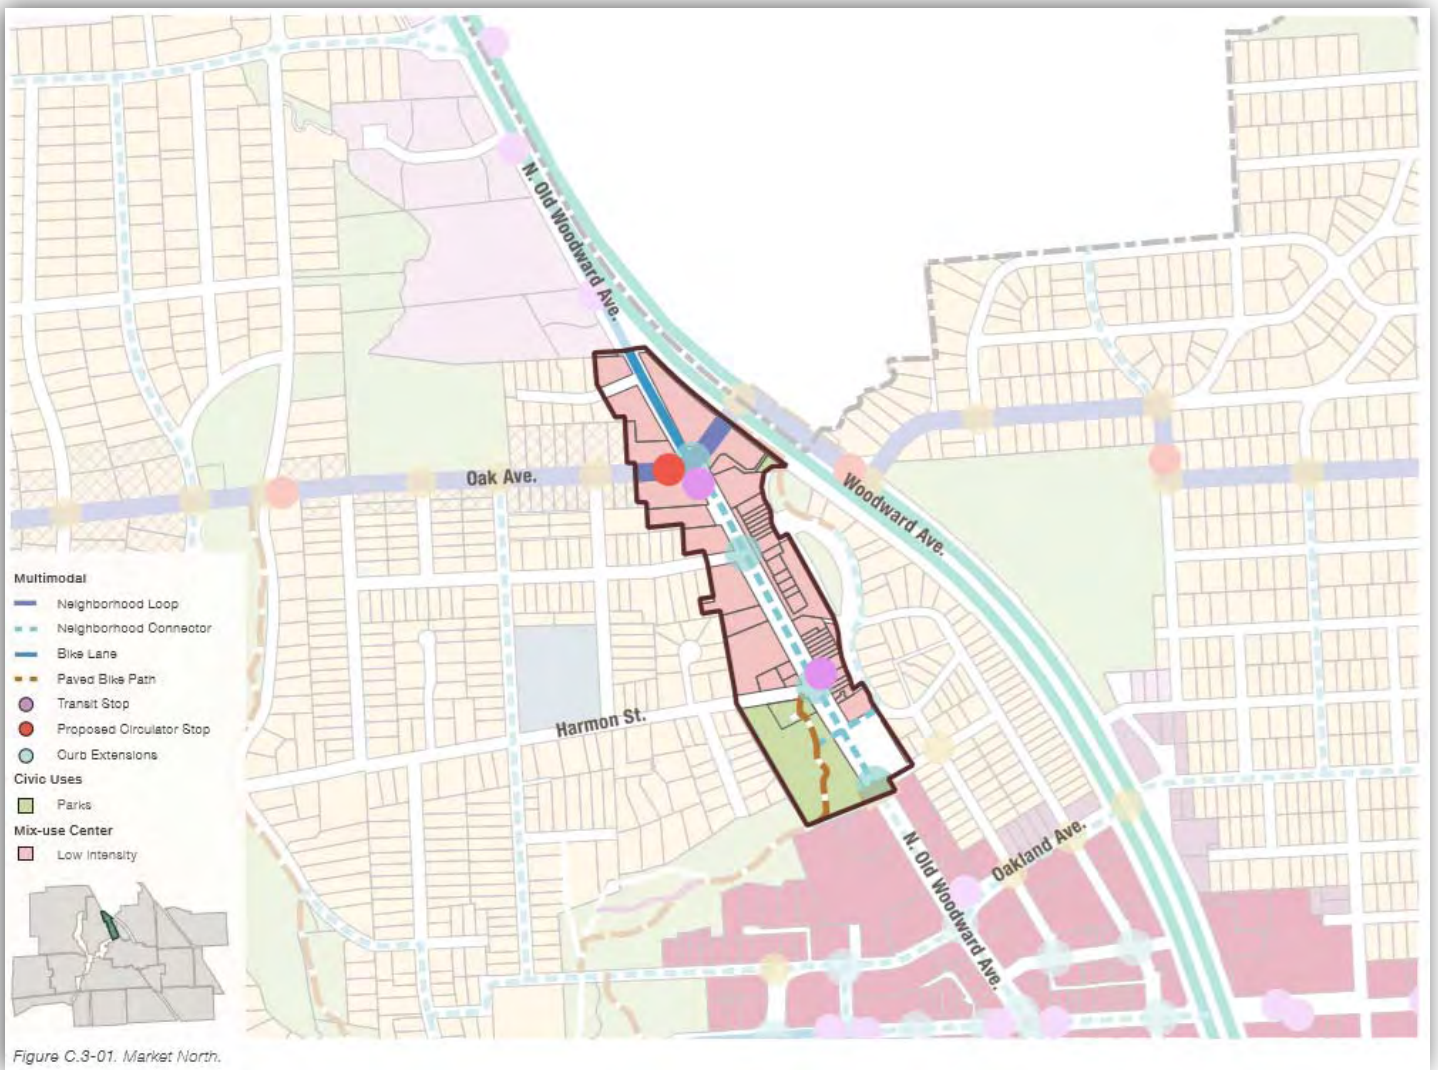 N. Old Woodward Ave.
Oak Ave.
Woodward Ave.
Harmon St.
Oakland Ave.
N. Old Woodward Ave.
Multimodal
Neighborhood Loop
Neighborhood Connector
Bike Lane
Paved Bike Path
Transit Stop
Proposed Circulator Stop
Curb Extensions
Civic Uses
Parks
Mix-use Center
Low Intensity
Figure C.3-01. Market North.